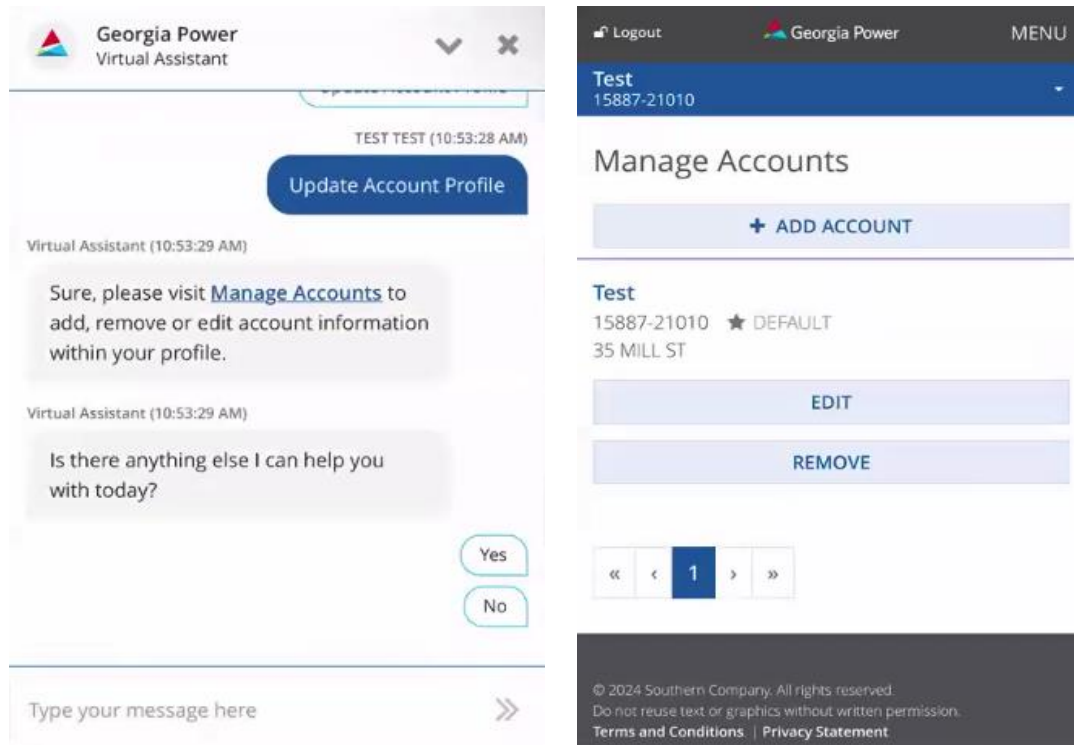 Georgia Power
Virtual Assistant
TEST TEST (10:53:28 AM)
Update Account Profile
Virtual Assistant (10:53:29 AM)
Sure, please visit Manage Accounts to
add, remove or edit account information
within your profile.
Virtual Assistant (10:53:29 AM)
Is there anything else I can help you
with today?
Yes
No
Type your message here
Logout
Georgia Power
MENU
Test
15887-21010
Manage Accounts
+ ADD ACCOUNT
Test
15887-21010 ★ DEFAULT
35 MILL ST
EDIT
REMOVE
« ‹ 1 › »
© 2024 Southern Company. All rights reserved.
Do not reuse text or graphics without written permission.
Terms and Conditions | Privacy Statement